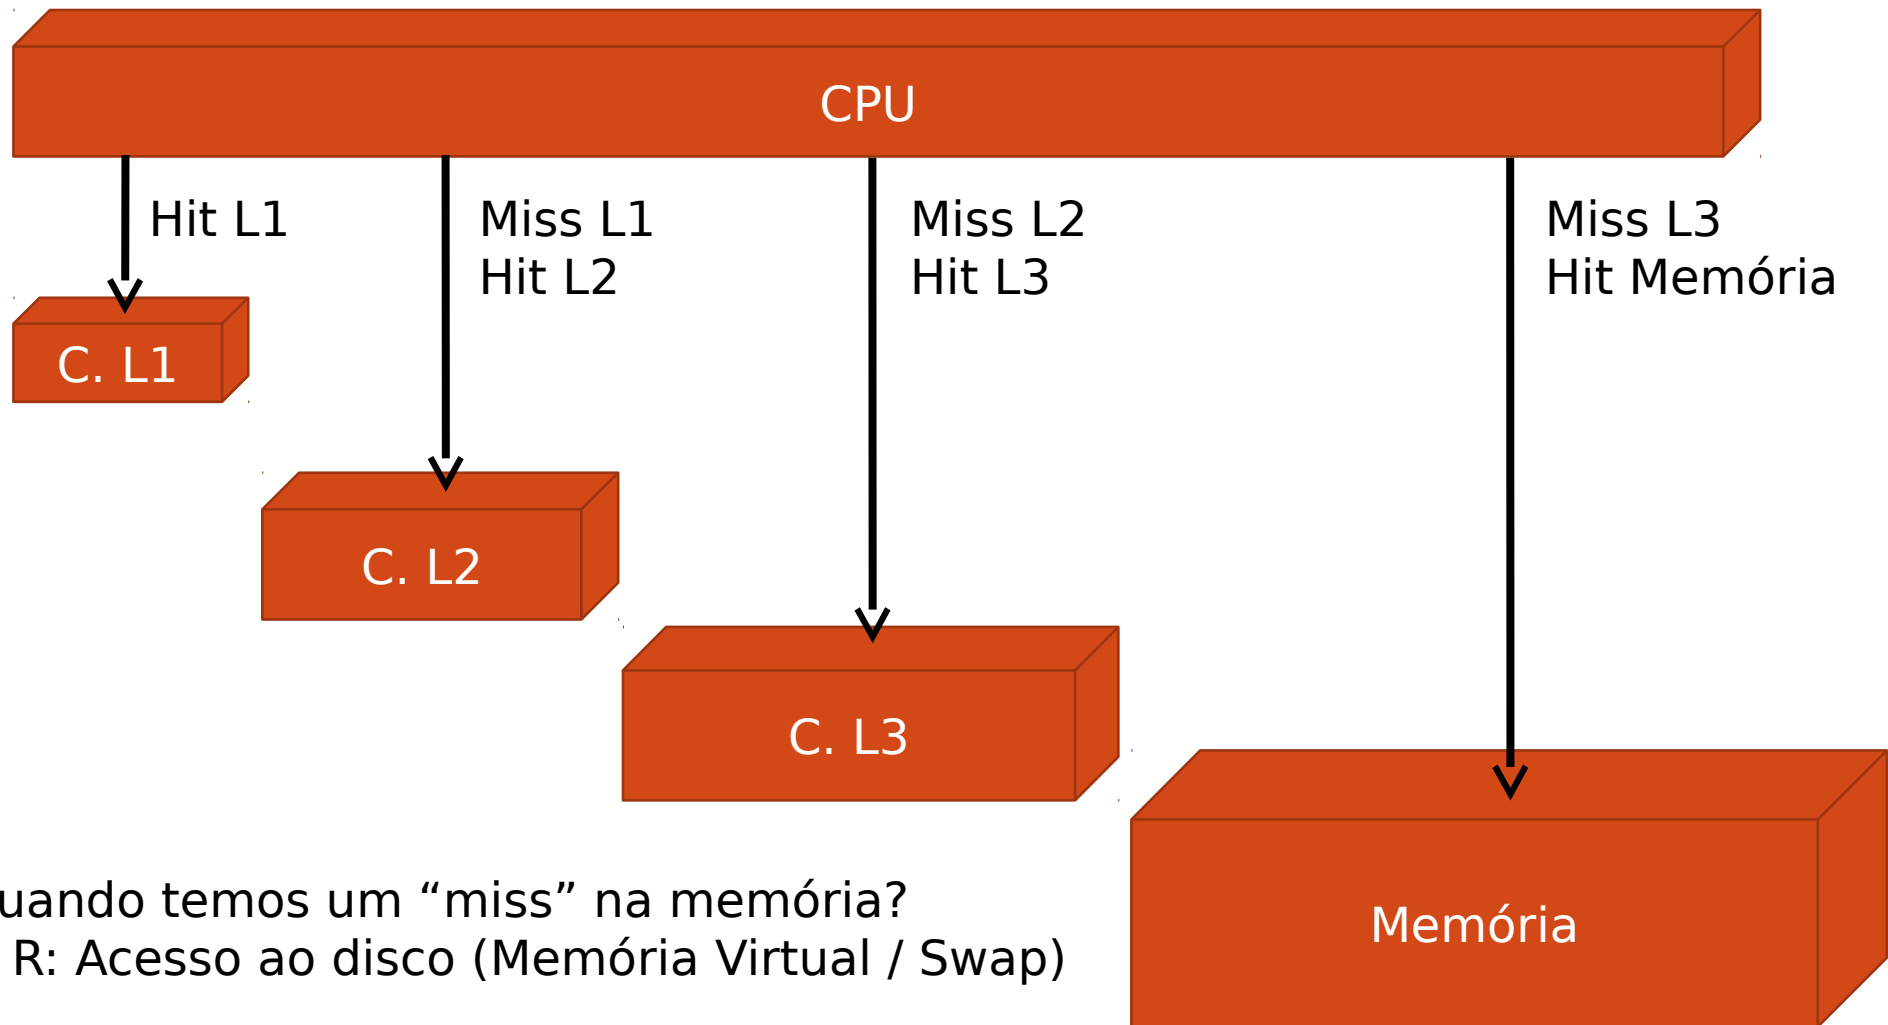 CPU
Hit L1
Miss L1
Hit L2
Miss L2
Hit L3
Miss L3
Hit Memória
C. L1
C. L2
C. L3
Memória
uando temos um “miss” na memória?
R: Acesso ao disco (Memória Virtual / Swap)